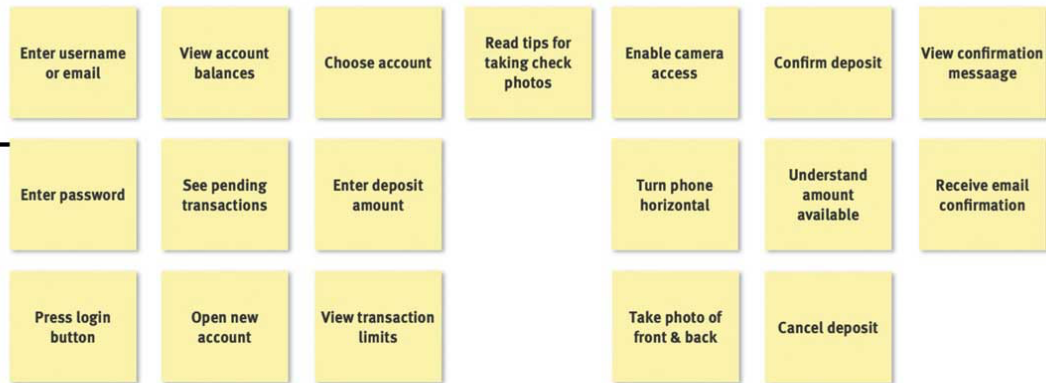 Enter username
or email
View account
balances
Choose account
Read tips for
taking check
photos
Enable camera
access
Confirm deposit
View confirmation
messaage
Enter password
See pending
transactions
Enter deposit
amount
Turn phone
horizontal
Understand
amount
available
Receive email
confirmation
Press login
button
Open new
account
View transaction
limits
Take photo of
front & back
Cancel deposit